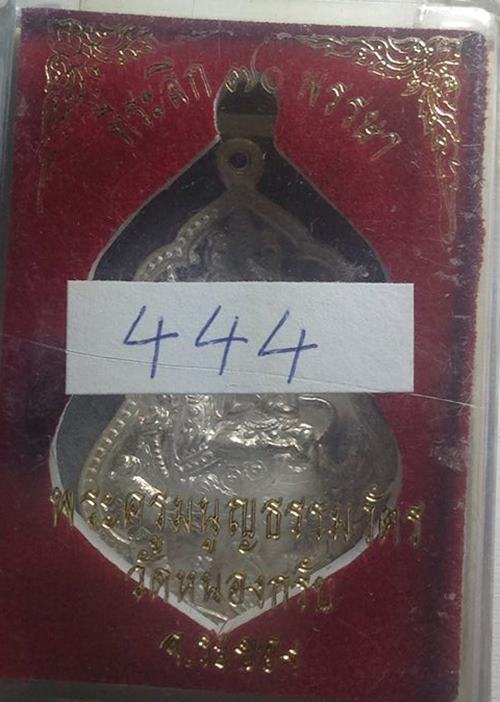 ที่ระลึก ๗๐ พรรษา
444
พระครูมนูญธรรมวัตร
วัดหนองกรับ
จ.ระยอง